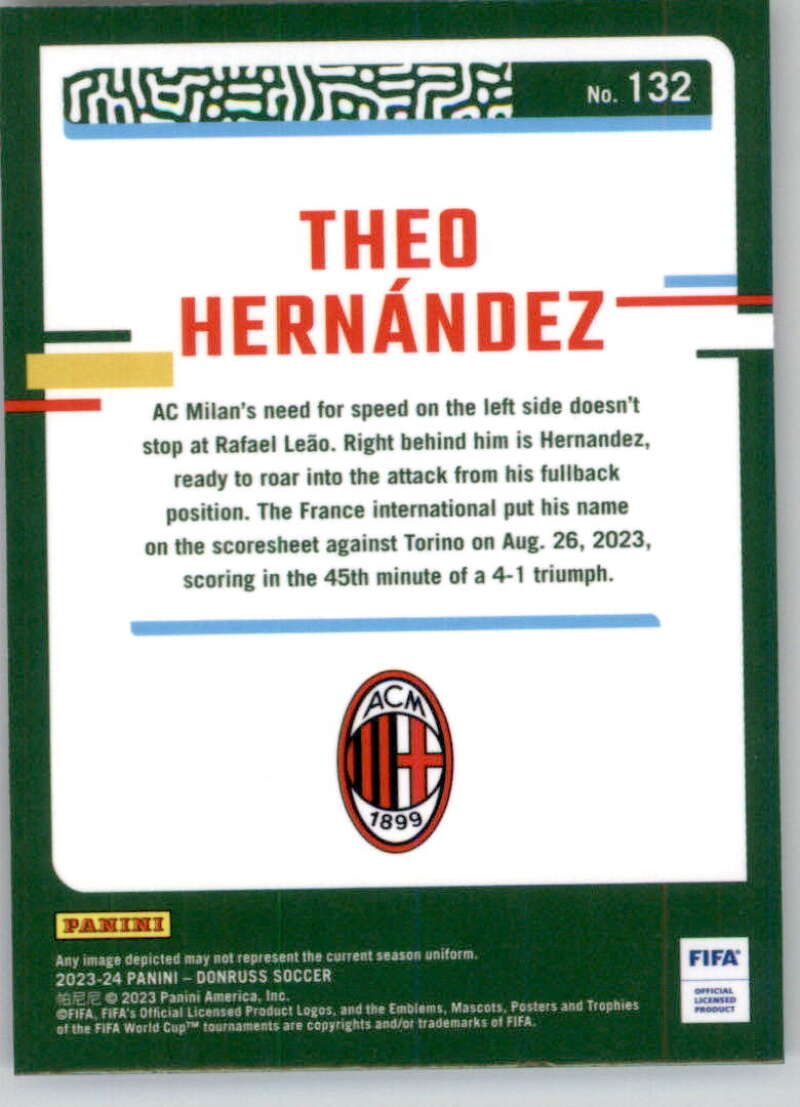 No. 132
THEO
HERNÁNDEZ
AC Milan's need for speed on the left side doesn't
stop at Rafael Leão. Right behind him is Hernandez,
ready to roar into the attack from his fullback
position. The France international put his name
on the scoresheet against Torino on Aug. 26, 2023,
scoring in the 45th minute of a 4-1 triumph.
ACM
1899
PANINI
Any image depicted may not represent the current season uniform.
2023-24 PANINI – DONRUSS SOCCER
帕尼尼 © 2023 Panini America, Inc.
©FIFA, FIFA's Official Licensed Product Logos, and the Emblems, Mascots, Posters and Trophies
of the FIFA World Cup™ tournaments are copyrights and/or trademarks of FIFA.
FIFA®
OFFICIAL
LICENSED
PRODUCT